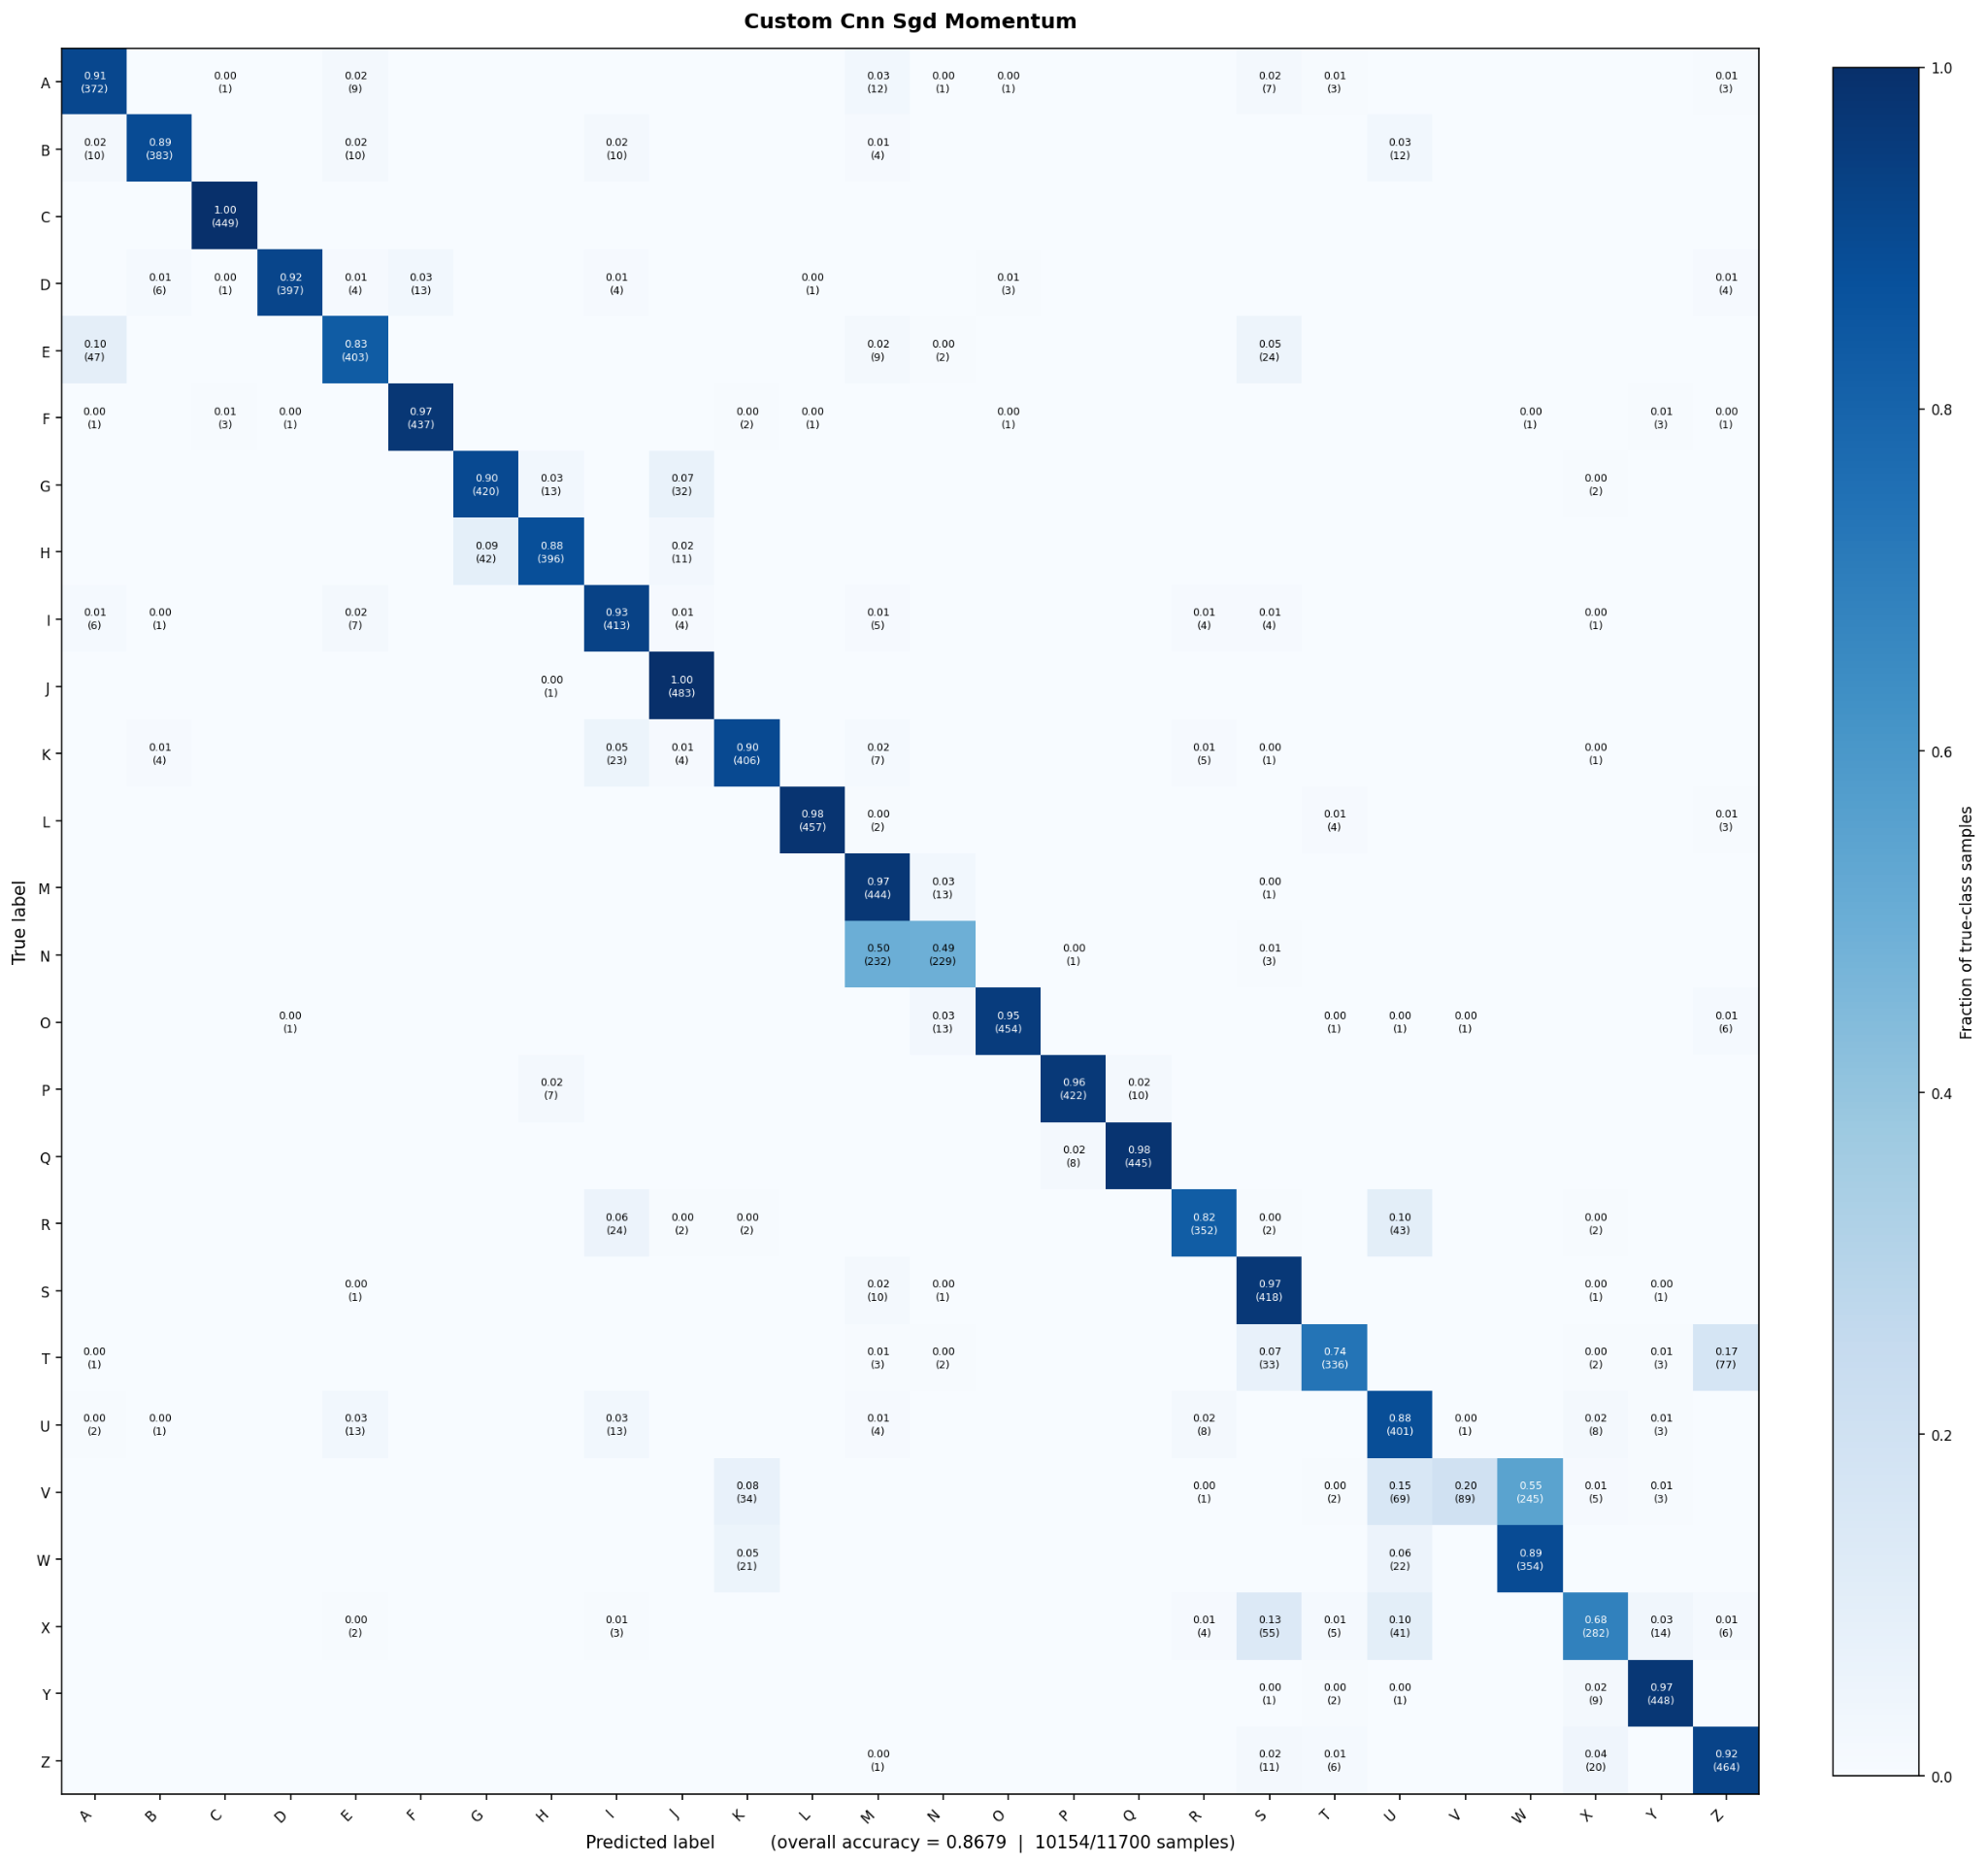 Custom Cnn Sgd Momentum
A 0.91 0.00 0.02 0.03 0.00 0.00 0.02 0.01 0.01
(372) (1) (9) (12) (1) (1) (7) (3) (3)
B 0.02 0.89 0.02 0.02 0.01 0.03
(10) (383) (10) (10) (4) (12)
C 1.00
(449)
D 0.01 0.00 0.92 0.01 0.03 0.01 0.00 0.01 0.01
(6) (1) (397) (4) (13) (4) (1) (3) (4)
E 0.10 0.83 0.02 0.00 0.05
(47) (403) (9) (2) (24)
F 0.00 0.01 0.00 0.97 0.00 0.00 0.00 0.00 0.01 0.00
(1) (3) (1) (437) (2) (1) (1) (1) (3) (1)
G 0.90 0.03 0.07 0.00
(420) (13) (32) (2)
H 0.09 0.88 0.02
(42) (396) (11)
I 0.01 0.00 0.02 0.93 0.01 0.01 0.01 0.01 0.00
(6) (1) (7) (413) (4) (5) (4) (4) (1)
J 0.00 1.00
(1) (483)
K 0.01 0.05 0.01 0.90 0.02 0.01 0.00 0.00
(4) (23) (4) (406) (7) (5) (1) (1)
L 0.98 0.00 0.01 0.01
(457) (2) (4) (3)
M 0.97 0.03 0.00
(444) (13) (1)
N 0.50 0.49 0.00 0.01
(232) (229) (1) (3)
O 0.00 0.03 0.95 0.00 0.00 0.00 0.01
(1) (13) (454) (1) (1) (1) (6)
P 0.02 0.96 0.02
(7) (422) (10)
Q 0.02 0.98
(8) (445)
R 0.06 0.00 0.00 0.82 0.00 0.10 0.00
(24) (2) (2) (352) (2) (43) (2)
S 0.00 0.02 0.00 0.97 0.00 0.00
(1) (10) (1) (418) (1) (1)
T 0.00 0.01 0.00 0.07 0.74 0.00 0.01 0.17
(1) (3) (2) (33) (336) (2) (3) (77)
U 0.00 0.00 0.03 0.03 0.01 0.02 0.88 0.00 0.02 0.01
(2) (1) (13) (13) (4) (8) (401) (1) (8) (3)
V 0.08 0.00 0.00 0.15 0.20 0.55 0.01 0.01
(34) (1) (2) (69) (89) (245) (5) (3)
W 0.05 0.06 0.89
(21) (22) (354)
X 0.00 0.01 0.01 0.13 0.01 0.10 0.68 0.03 0.01
(2) (3) (4) (55) (5) (41) (282) (14) (6)
Y 0.00 0.00 0.00 0.02 0.97
(1) (2) (1) (9) (448)
Z 0.00 0.02 0.01 0.04 0.92
(1) (11) (6) (20) (464)
A B C D E F G H I J K L M N O P Q R S T U V W X Y Z
True label
Predicted label (overall accuracy = 0.8679 | 10154/11700 samples)
1.0
0.8
0.6
0.4
0.2
0.0
Fraction of true-class samples